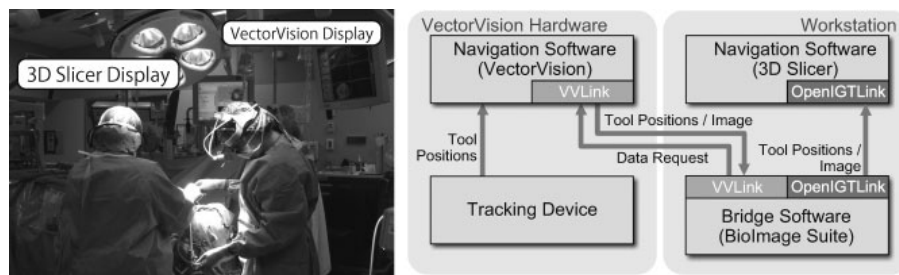 VectorVision Display
3D Slicer Display
VectorVision Hardware
Navigation Software
(VectorVision)
VVLink
Tool
Positions
Tracking Device
Tool Positions / Image
Data Request
Workstation
Navigation Software
(3D Slicer)
OpenIGTLink
Tool Positions /
Image
VVLink
OpenIGTLink
Bridge Software
(BioImage Suite)